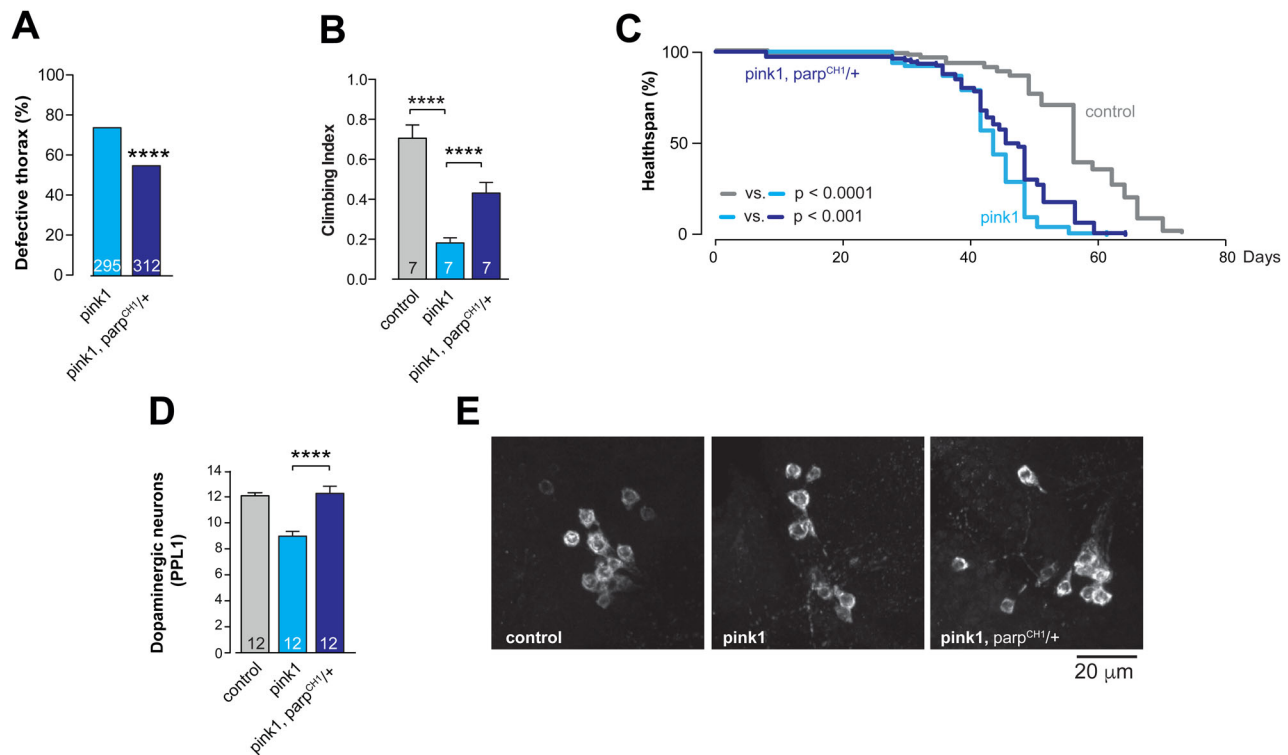 A
Defective thorax (%)
100
80
60
40
20
0
****
295
312
pink1
pink1, parpCH1/+
B
Climbing Index
1.0
0.8
0.6
0.4
0.2
0.0
****
****
7
7
7
control
pink1
pink1, parpCH1/+
C
Healthspan (%)
100
50
0
pink1, parpCH1/+
control
vs. p < 0.0001
vs. p < 0.001
pink1
0
20
40
60
80
Days
D
Dopaminergic neurons
(PPL1)
14
12
10
8
6
4
2
0
****
12
12
12
control
pink1
pink1, parpCH1/+
E
control
pink1
pink1, parpCH1/+
20 μm